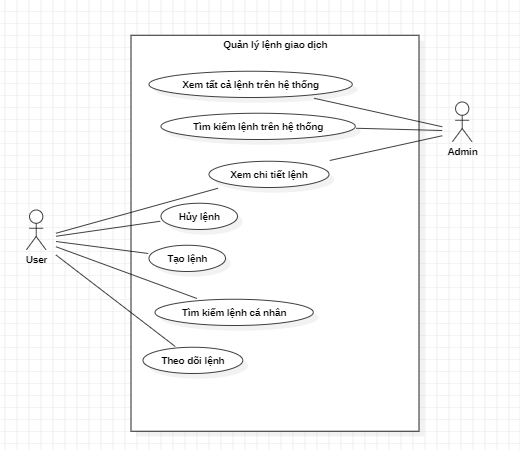 Quản lý lệnh giao dịch
Xem tất cả lệnh trên hệ thống
Tìm kiếm lệnh trên hệ thống
Admin
Xem chi tiết lệnh
Hủy lệnh
User
Tạo lệnh
Tìm kiếm lệnh cá nhân
Theo dõi lệnh